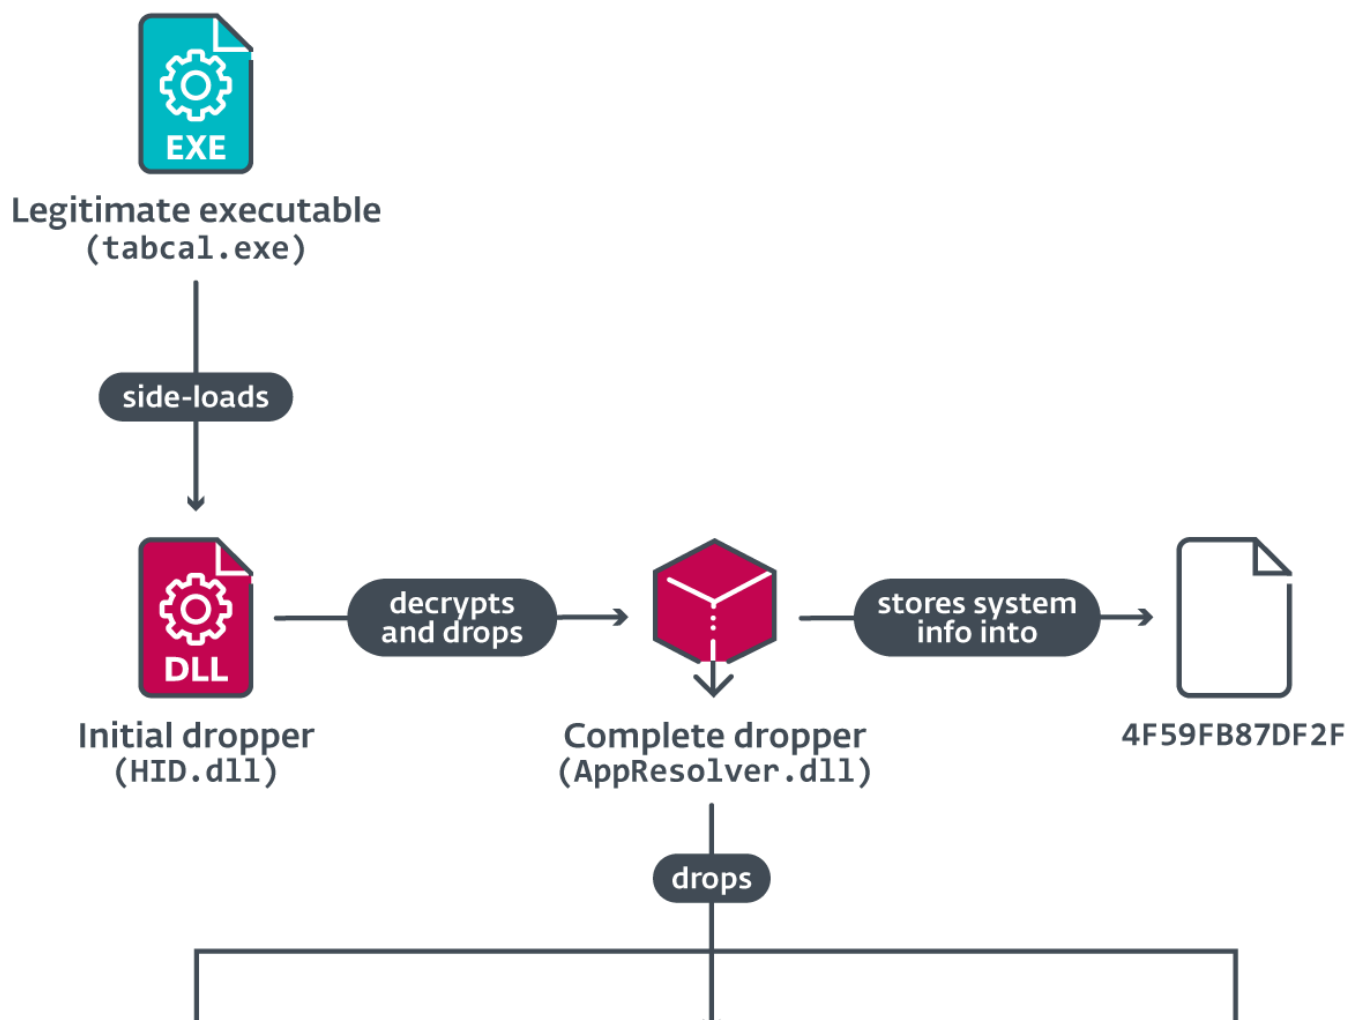 EXE
Legitimate executable
(tabcal.exe)
side-loads
DLL
Initial dropper
(HID.dll)
decrypts
and drops
Complete dropper
(AppResolver.dll)
stores system
info into
4F59FB87DF2F
drops